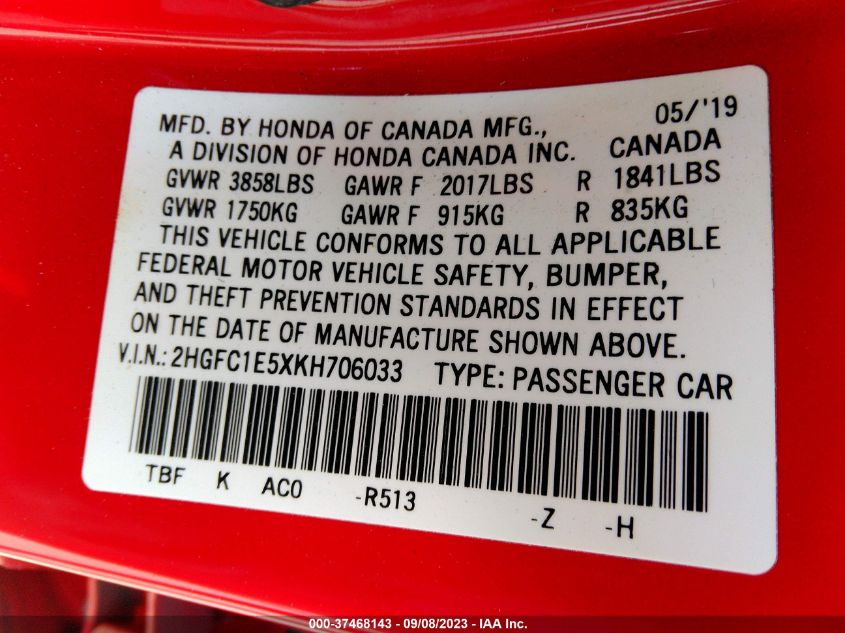 MFD. BY HONDA OF CANADA MFG., 05/'19
A DIVISION OF HONDA CANADA INC. CANADA
GVWR 3858LBS GAWR F 2017LBS R 1841LBS
GVWR 1750KG GAWR F 915KG R 835KG
THIS VEHICLE CONFORMS TO ALL APPLICABLE
FEDERAL MOTOR VEHICLE SAFETY, BUMPER,
AND THEFT PREVENTION STANDARDS IN EFFECT
ON THE DATE OF MANUFACTURE SHOWN ABOVE.
V.I.N.: 2HGFC1E5XKH706033 TYPE: PASSENGER CAR
TBF K AC0 -R513 -Z -H
000-37468143 - 09/08/2023 - IAA Inc.